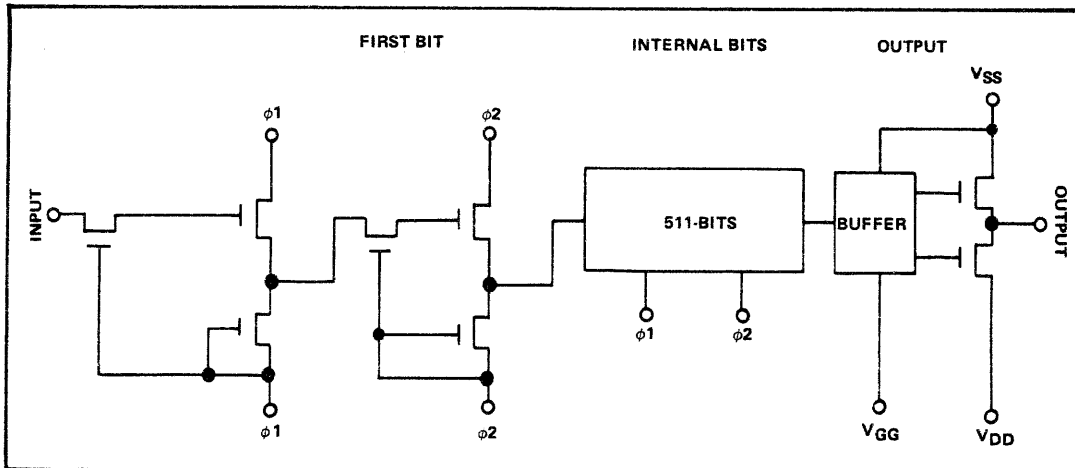 FIRST BIT INTERNAL BITS OUTPUT
VSS
φ1 φ2
INPUT
511-BITS
BUFFER
OUTPUT
φ1 φ2
φ1 φ2
VGG VDD